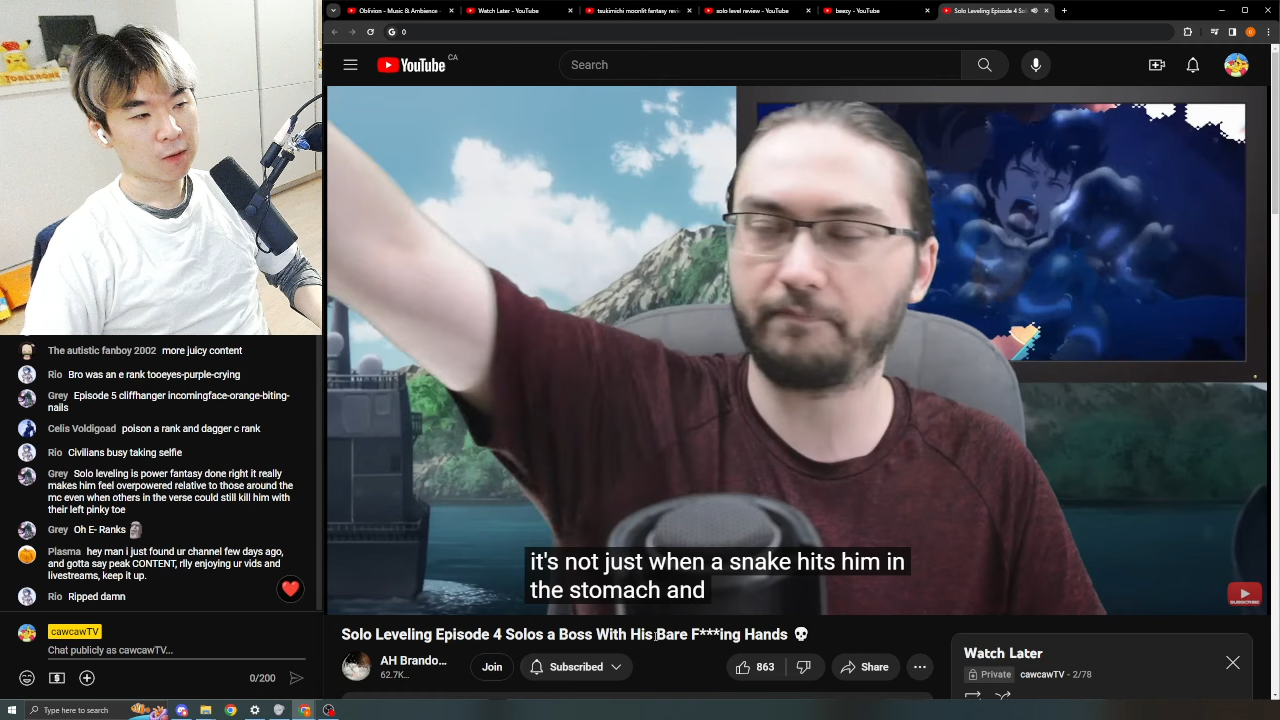 TOBLERONE
Oblivion - Music & Ambience
Watch Later - YouTube
tsukimichi moonlit fantasy revie
solo level review - YouTube
beexy - YouTube
Solo Leveling Episode 4 Sol
0
YouTube CA
Search
it's not just when a snake hits him in
the stomach and
SUBSCRIBE
The autistic fanboy 2002 more juicy content
Rio Bro was an e rank tooeyes-purple-crying
Grey Episode 5 cliffhanger incomingface-orange-biting-
nails
Celis Voldigoad poison a rank and dagger c rank
Rio Civilians busy taking selfie
Grey Solo leveling is power fantasy done right it really
makes him feel overpowered relative to those around the
mc even when others in the verse could still kill him with
their left pinky toe
Grey Oh E- Ranks
Plasma hey man i just found ur channel few days ago,
and gotta say peak CONTENT, rlly enjoying ur vids and
livestreams, keep it up.
Rio Ripped damn
cawcawTV
Chat publicly as cawcawTV...
0/200
Solo Leveling Episode 4 Solos a Boss With His Bare F***ing Hands
AH Brando...
62.7K...
Join
Subscribed
863
Share
Watch Later
Private cawcawTV - 2/78
Type here to search